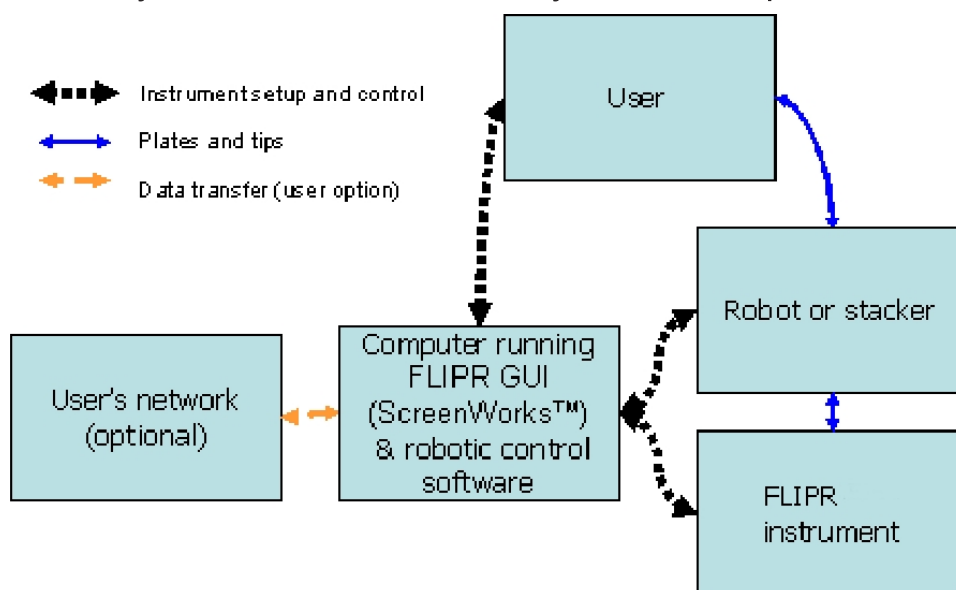 Instrument setup and control
Plates and tips
Data transfer (user option)
User
Robot or stacker
Computer running
FLIPR GUI
(ScreenWorks™)
& robotic control
software
User's network
(optional)
FLIPR
instrument